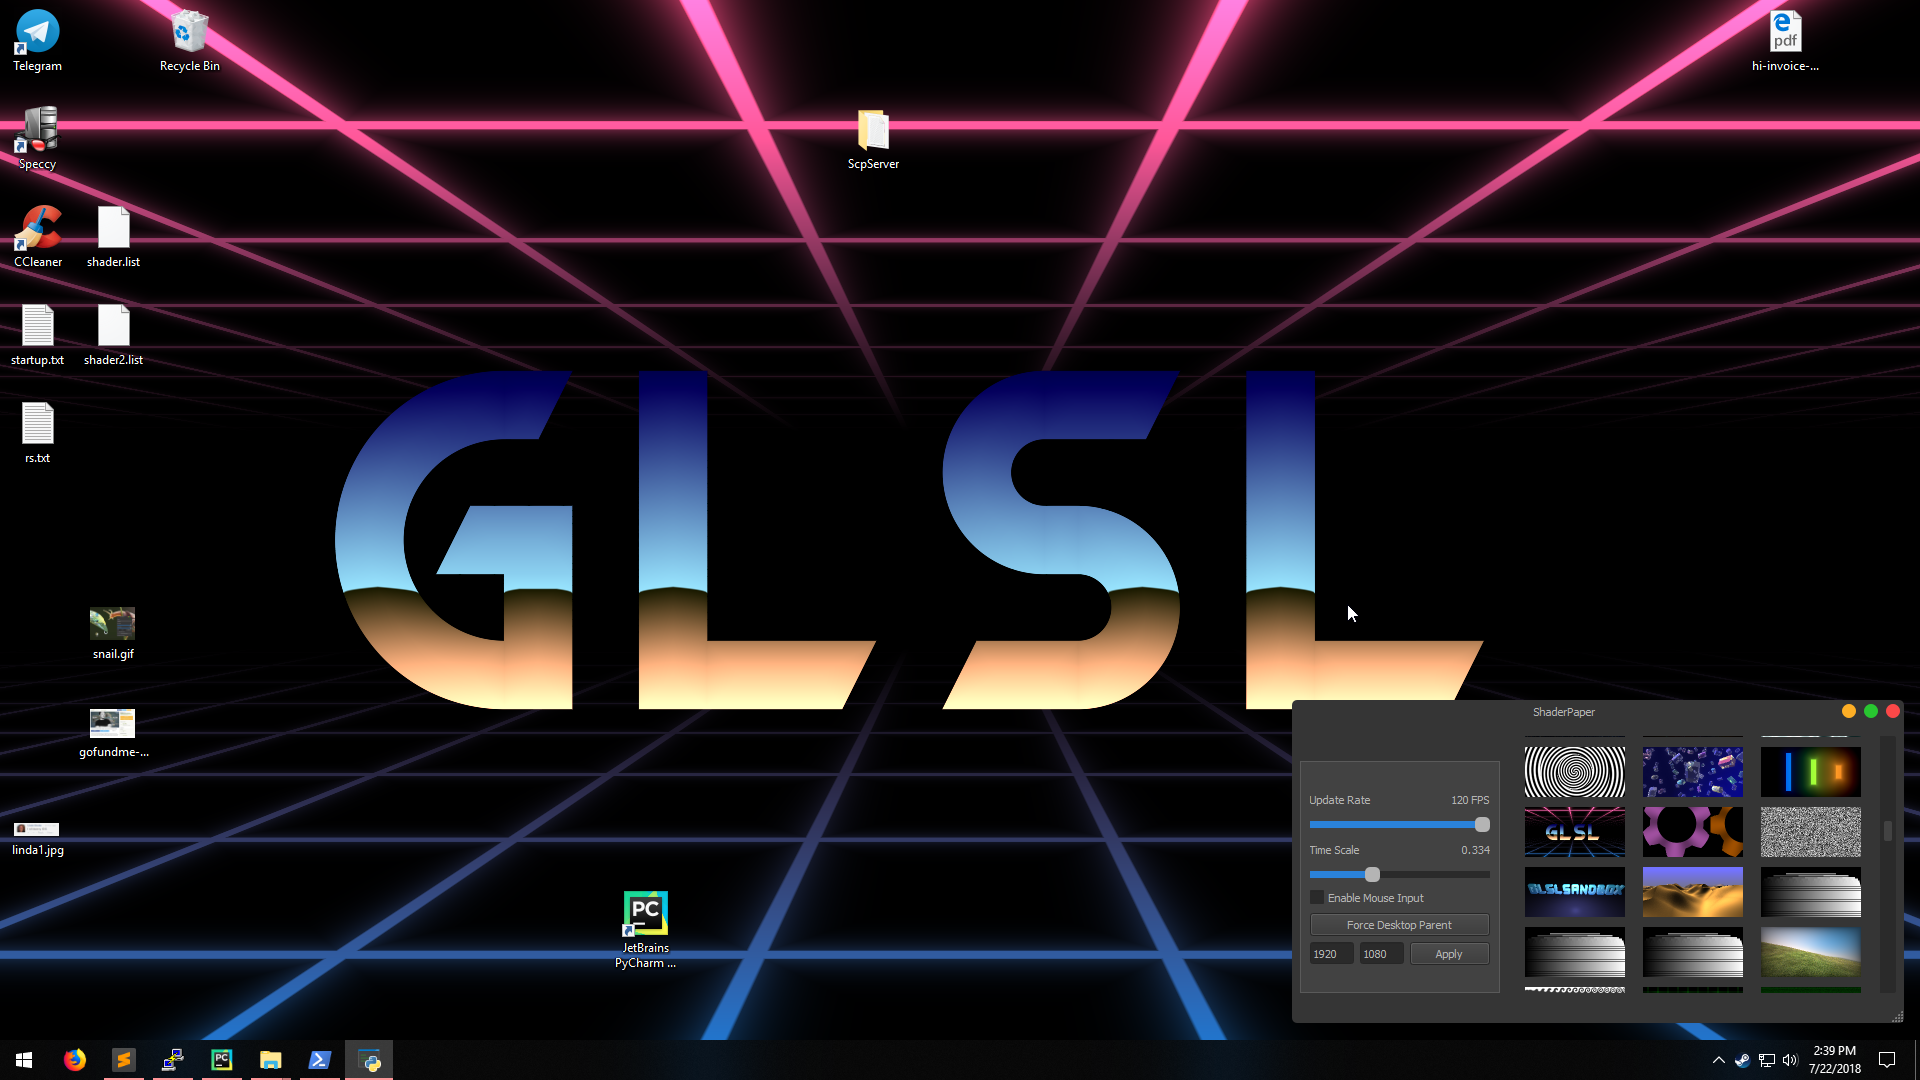 Telegram
Recycle Bin
pdf
hi-invoice-...
Speccy
ScpServer
CCleaner
shader.list
startup.txt
shader2.list
rs.txt
GLSL
snail.gif
gofundme-...
linda1.jpg
PC
JetBrains
PyCharm ...
ShaderPaper
Update Rate
120 FPS
Time Scale
0.334
Enable Mouse Input
Force Desktop Parent
1920
1080
Apply
GLSL
GLSLSANDBOX
PC
2:39 PM
7/22/2018